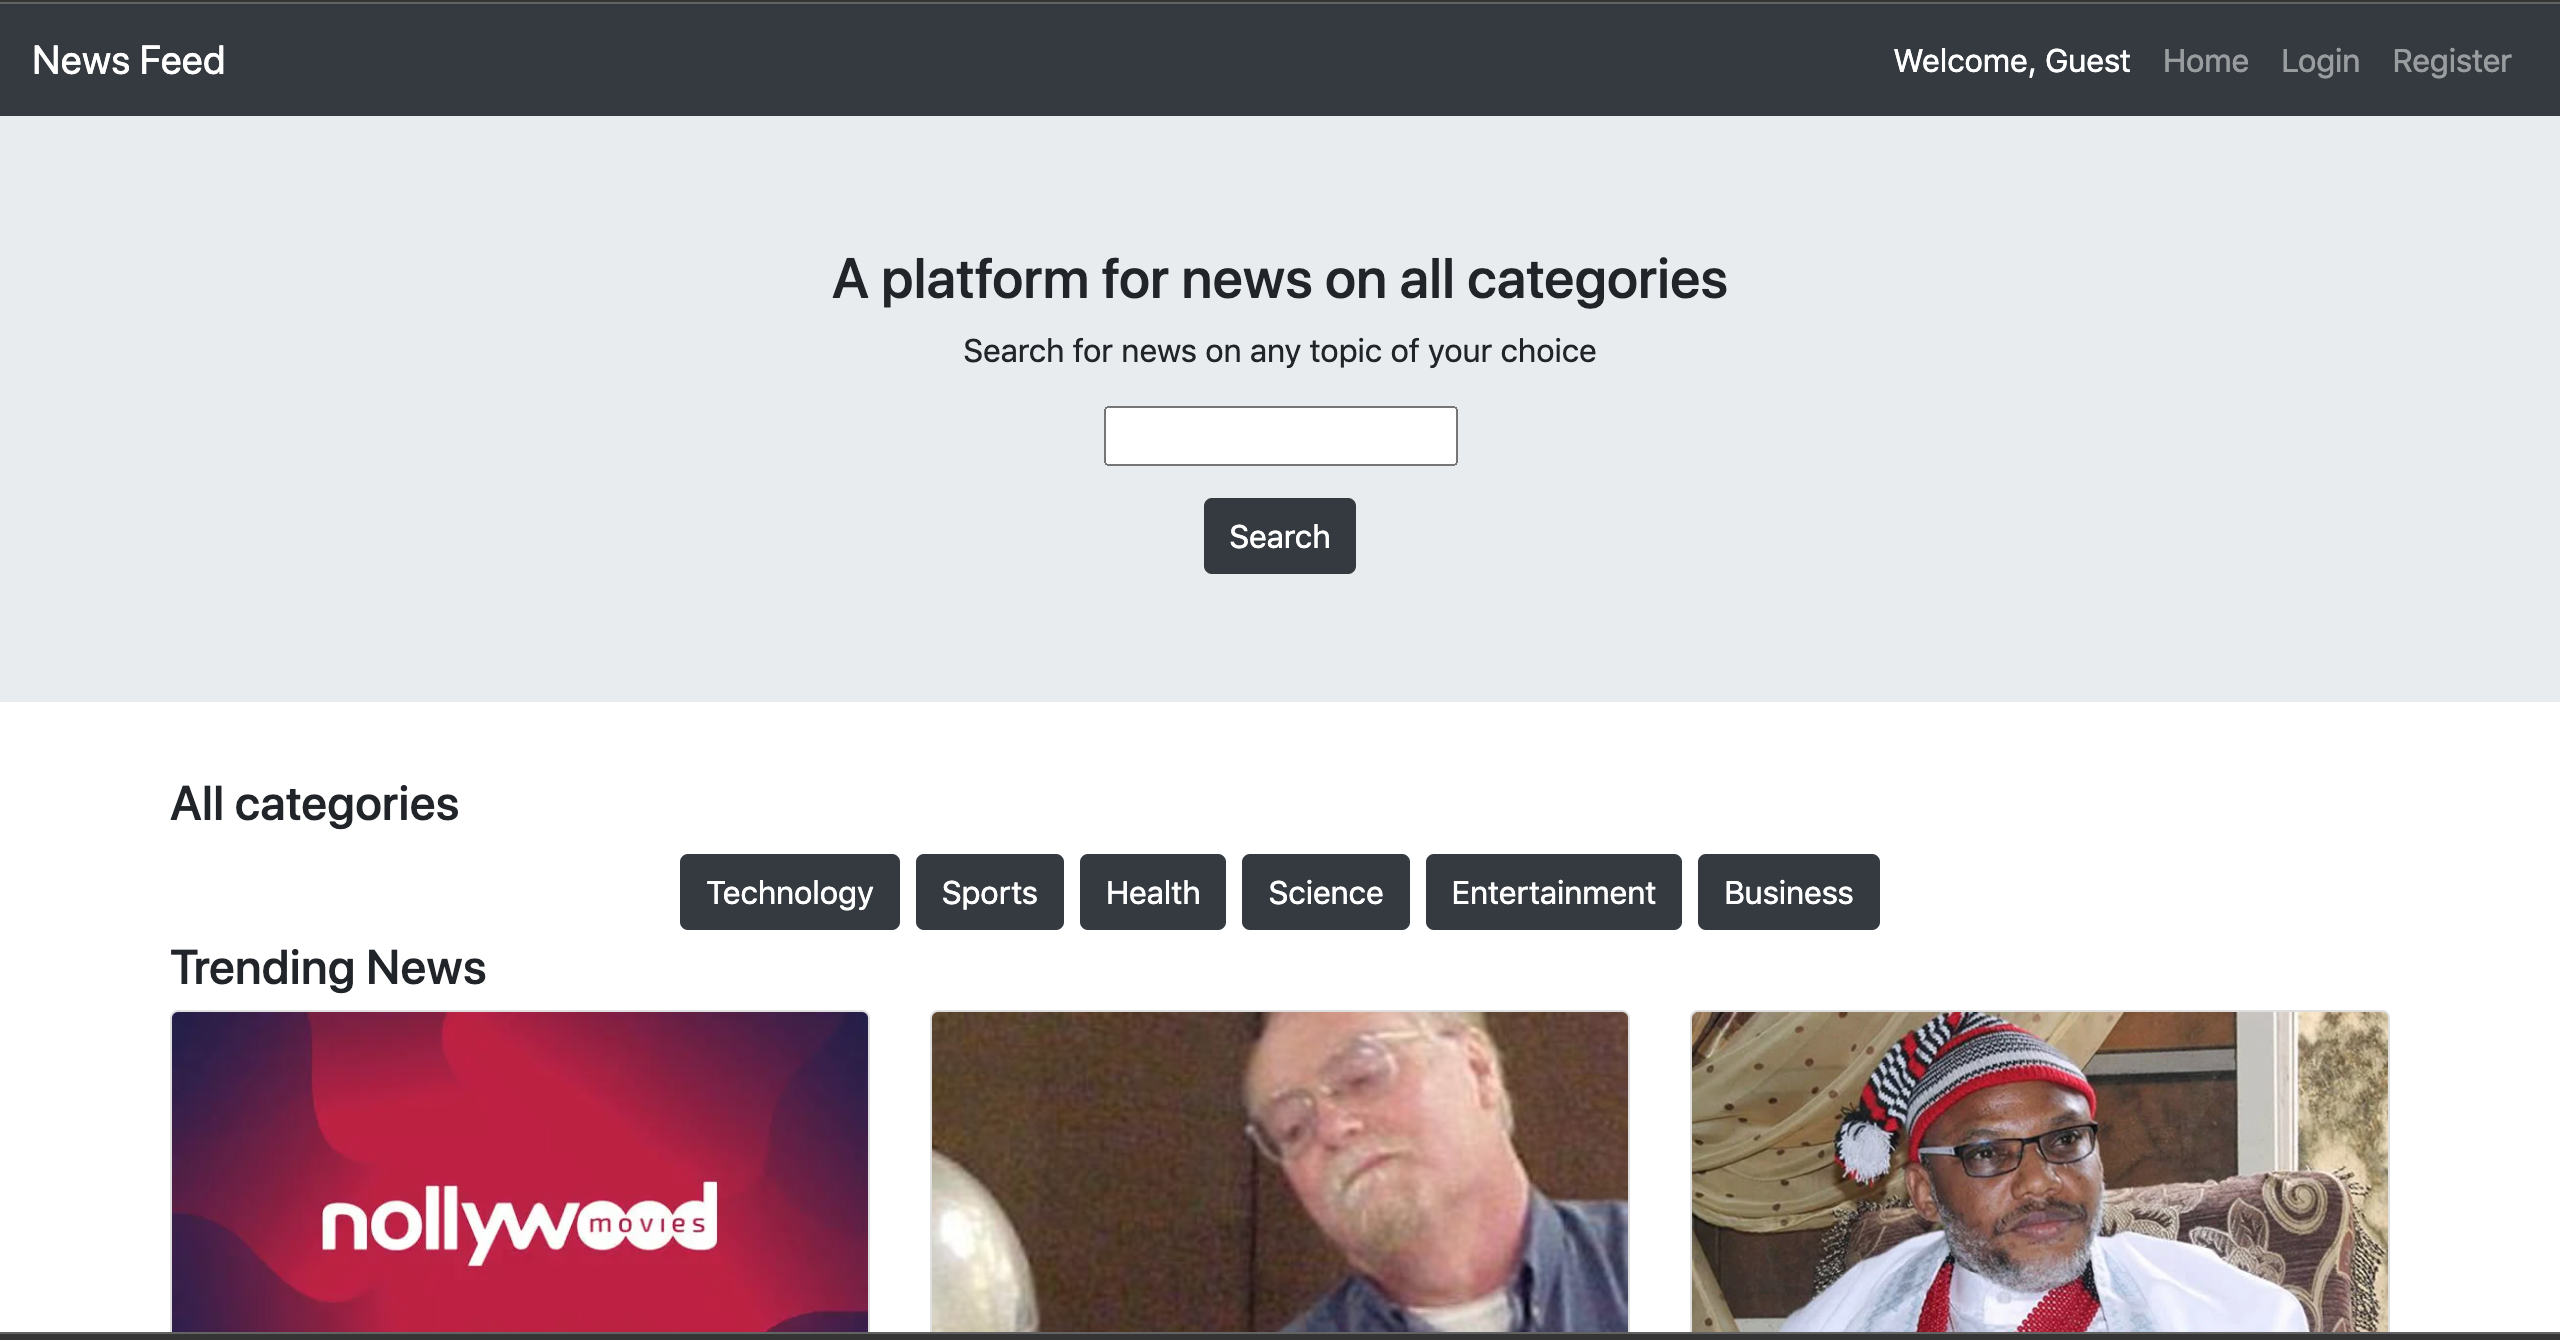 News Feed
Welcome, Guest Home Login Register
A platform for news on all categories
Search for news on any topic of your choice
Search
All categories
Technology Sports Health Science Entertainment Business
Trending News
nollywood
movies